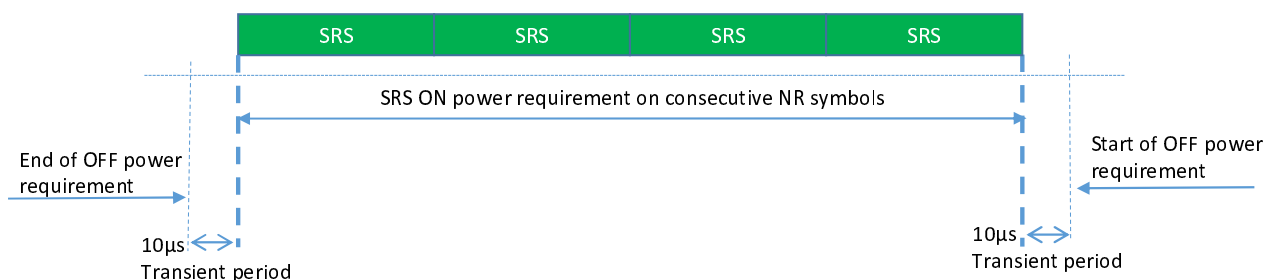 SRS SRS SRS SRS
SRS ON power requirement on consecutive NR symbols
End of OFF power
requirement
Start of OFF power
requirement
10µs
Transient period
10µs
Transient period